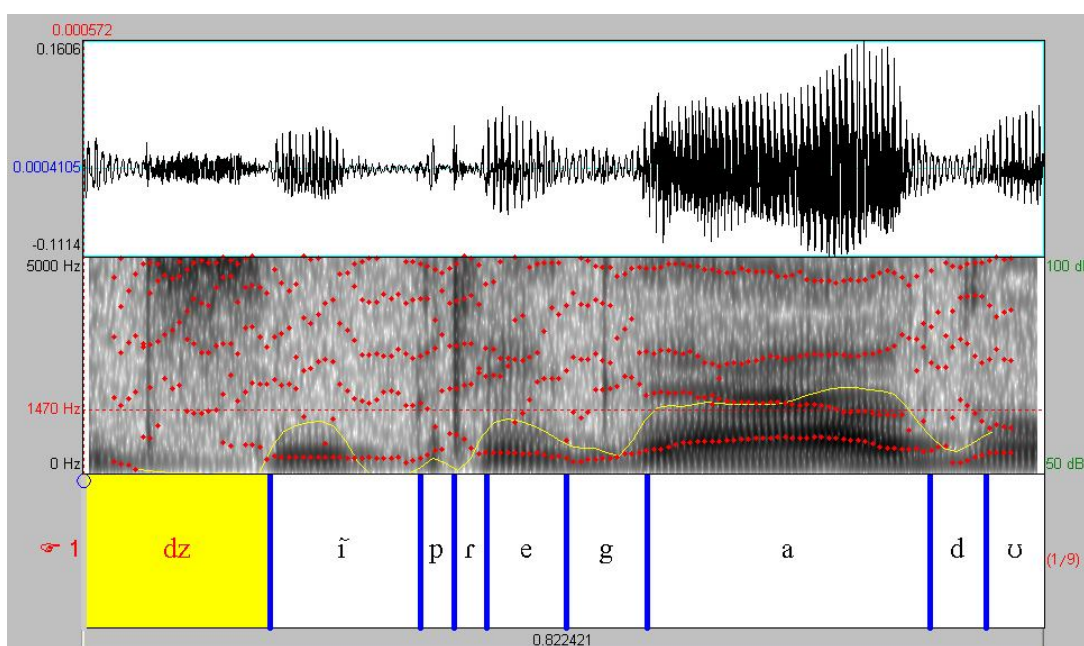 0.000572
0.1606
0.0004105
-0.1114
5000 Hz 100 d
1470 Hz
0 Hz 50 dB
☞ 1 dz ĩ p ɾ e g a d ʊ (1/9)
0.822421